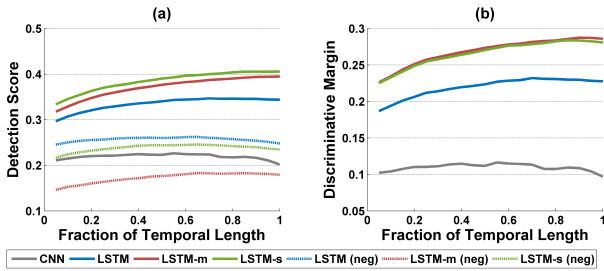 (a)
0.5
0.4
0.3
0.2
0.1
Detection Score
0 0.2 0.4 0.6 0.8 1
Fraction of Temporal Length
(b)
0.3
0.25
0.2
0.15
0.1
0.05
Discriminative Margin
0 0.2 0.4 0.6 0.8 1
Fraction of Temporal Length
CNN LSTM LSTM-m LSTM-s LSTM (neg) LSTM-m (neg) LSTM-s (neg)